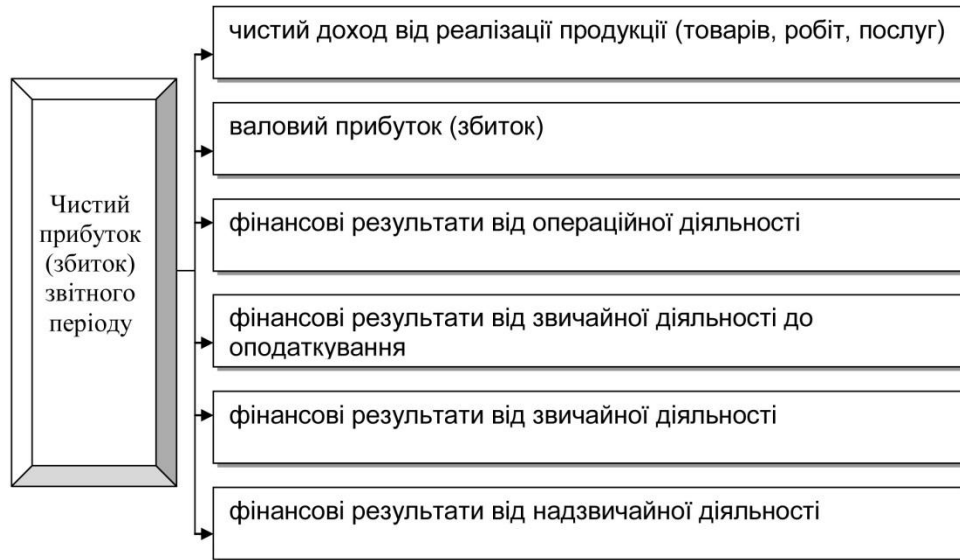 чистий доход від реалізації продукції (товарів, робіт, послуг)
валовий прибуток (збиток)
Чистий
прибуток
(збиток)
звітного
періоду
фінансові результати від операційної діяльності
фінансові результати від звичайної діяльності до
оподаткування
фінансові результати від звичайної діяльності
фінансові результати від надзвичайної діяльності